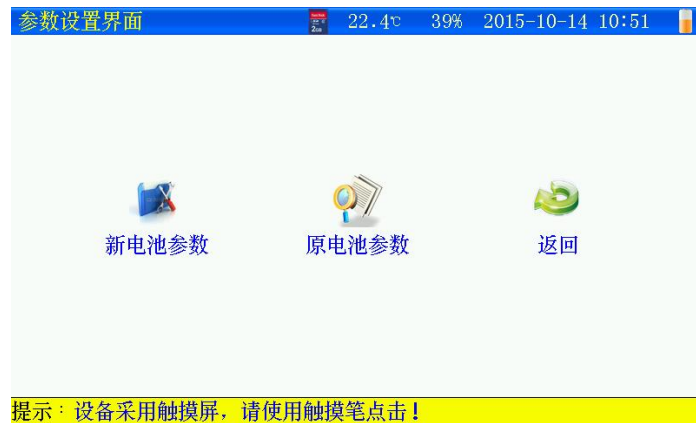 参数设置界面 22.4℃ 39% 2015-10-14 10:51
新电池参数 原电池参数 返回
提示：设备采用触摸屏，请使用触摸笔点击！